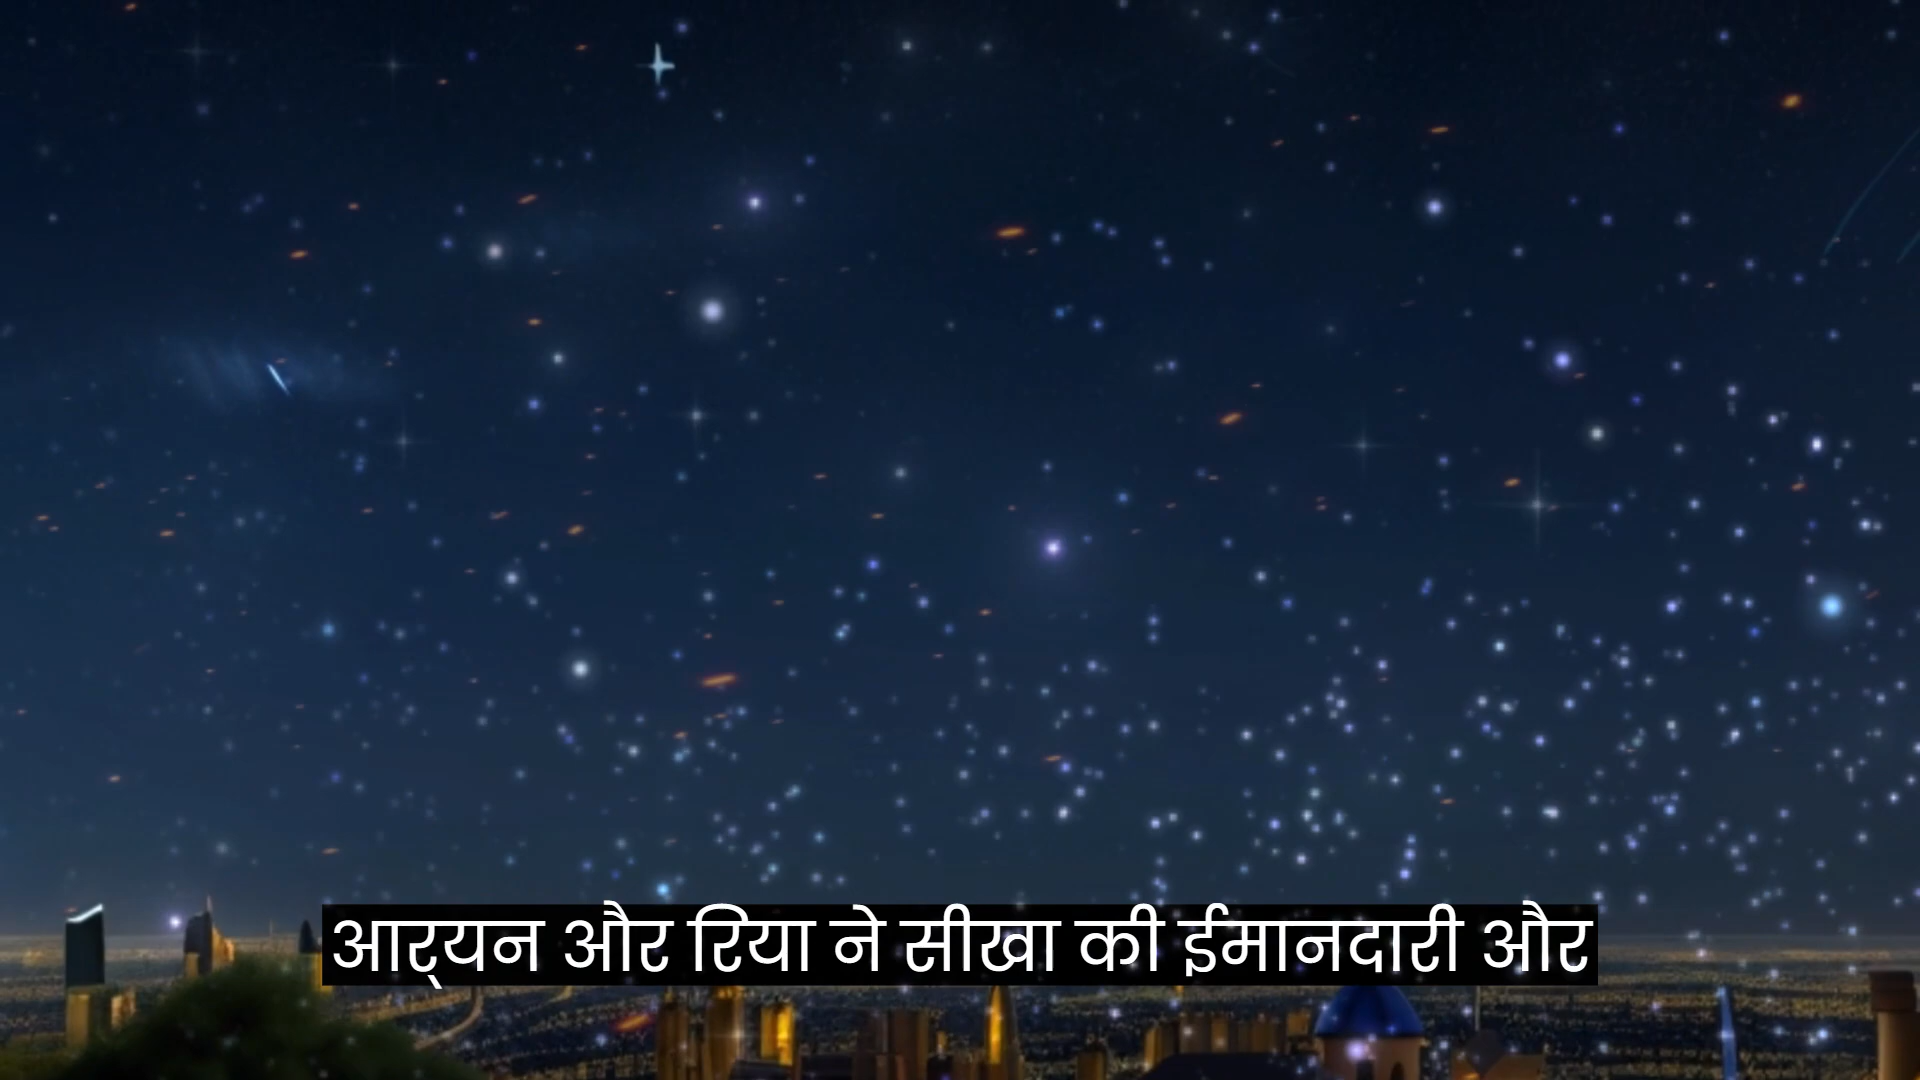 आर्‍यन और रिया ने सीखा की ईमानदारी और